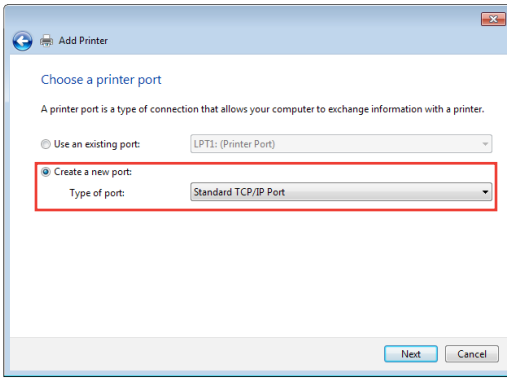 Add Printer
Choose a printer port
A printer port is a type of connection that allows your computer to exchange information with a printer.
Use an existing port: LPT1: (Printer Port)
Create a new port:
Type of port: Standard TCP/IP Port
Next Cancel